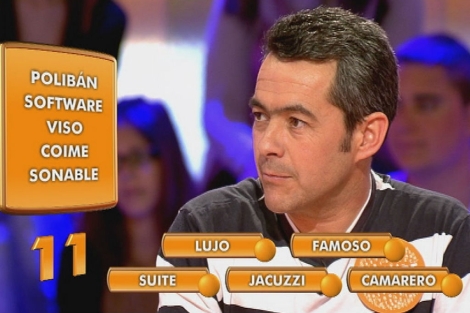 POLIBÁN
SOFTWARE
VISO
COIME
SONABLE
11
LUJO FAMOSO
SUITE JACUZZI CAMARERO